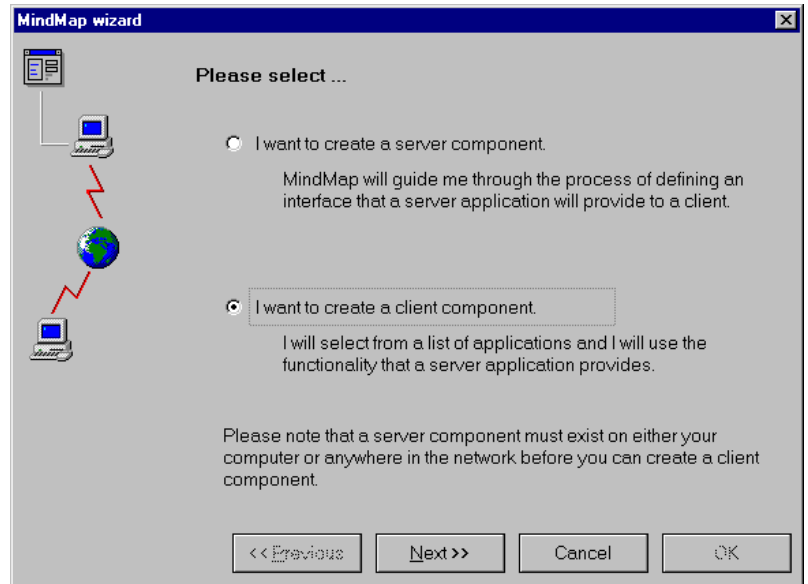 MindMap wizard
Please select ...
I want to create a server component.
MindMap will guide me through the process of defining an
interface that a server application will provide to a client.
I want to create a client component.
I will select from a list of applications and I will use the
functionality that a server application provides.
Please note that a server component must exist on either your
computer or anywhere in the network before you can create a client
component.
<< Previous
Next >>
Cancel
OK